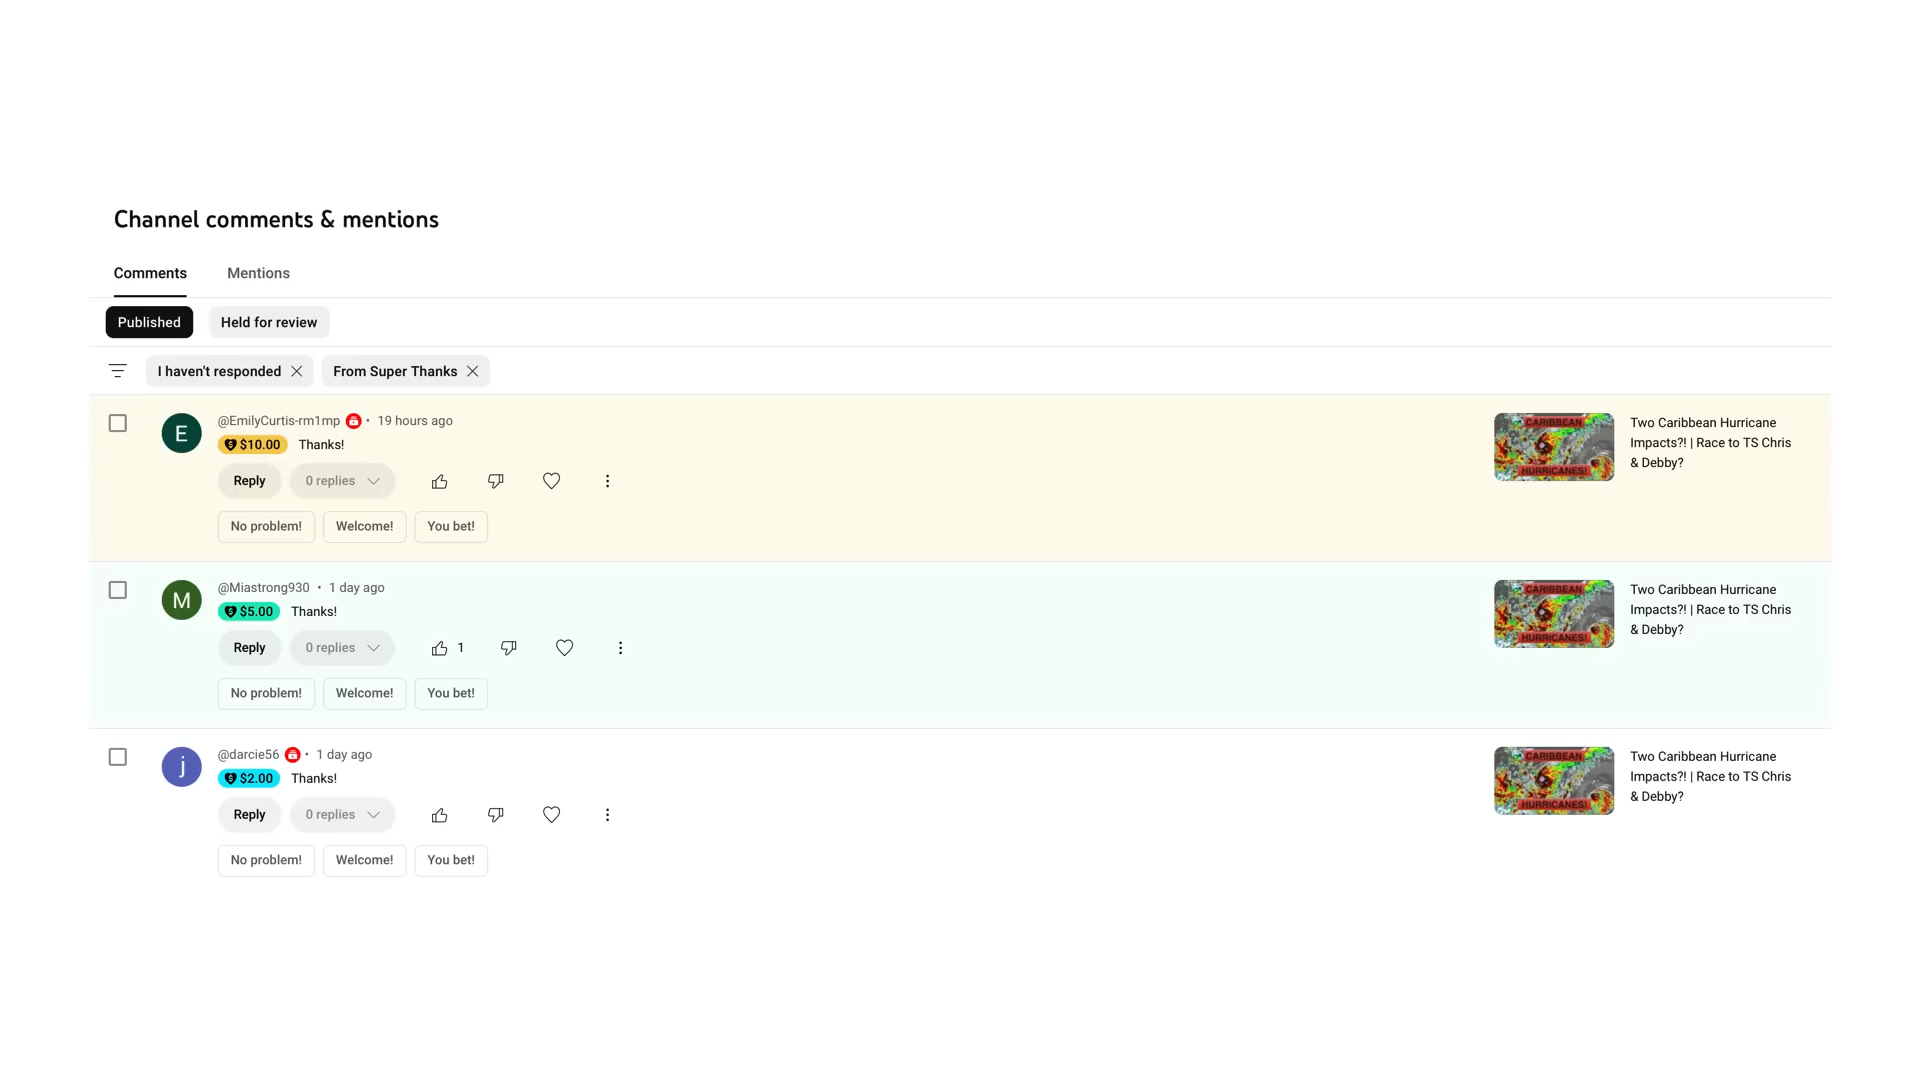 Channel comments & mentions
Comments Mentions
Published Held for review
I haven't responded From Super Thanks
E @EmilyCurtis-rm1mp • 19 hours ago
$10.00 Thanks!
Reply 0 replies
No problem! Welcome! You bet!
CARIBBEAN
HURRICANES!
Two Caribbean Hurricane
Impacts?! | Race to TS Chris
& Debby?
M @Miastrong930 • 1 day ago
$5.00 Thanks!
Reply 0 replies 1
No problem! Welcome! You bet!
CARIBBEAN
HURRICANES!
Two Caribbean Hurricane
Impacts?! | Race to TS Chris
& Debby?
j @darcie56 • 1 day ago
$2.00 Thanks!
Reply 0 replies
No problem! Welcome! You bet!
CARIBBEAN
HURRICANES!
Two Caribbean Hurricane
Impacts?! | Race to TS Chris
& Debby?